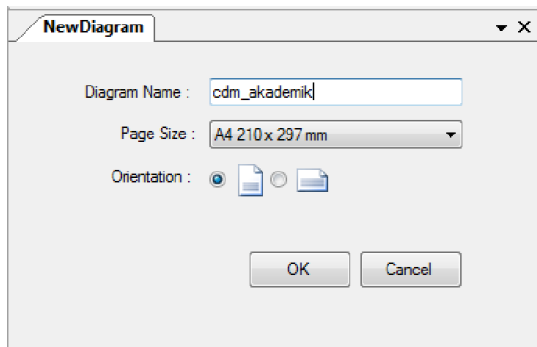 NewDiagram
Diagram Name : cdm_akademik
Page Size : A4 210 x 297 mm
Orientation :
OK Cancel